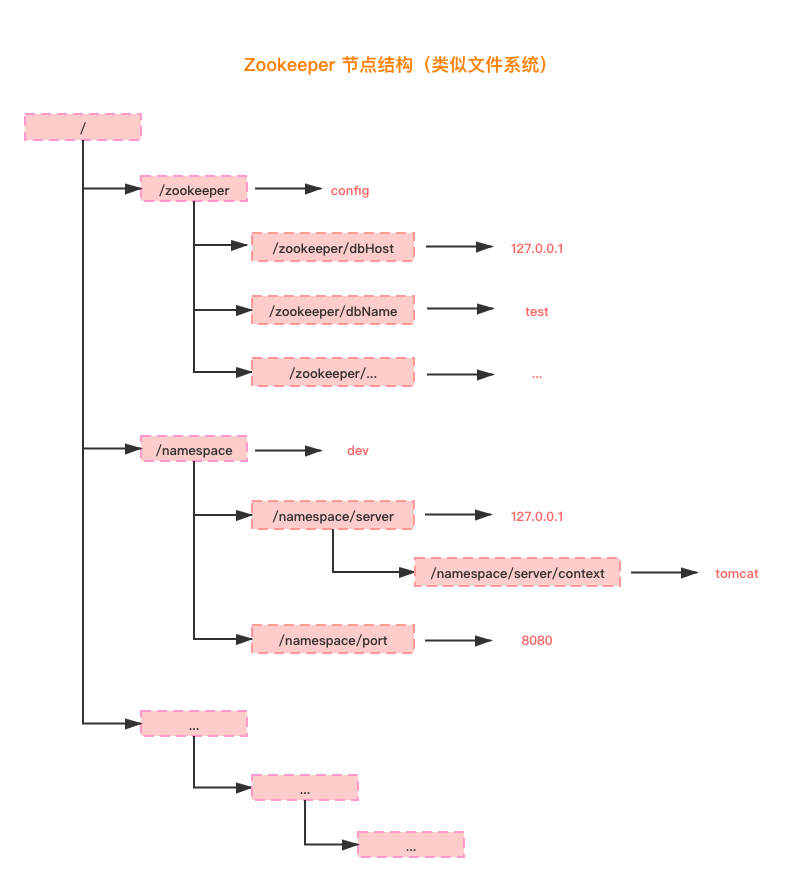 Zookeeper 节点结构（类似文件系统）
/
/zookeeper config
/zookeeper/dbHost 127.0.0.1
/zookeeper/dbName test
/zookeeper/... ...
/namespace dev
/namespace/server 127.0.0.1
/namespace/server/context tomcat
/namespace/port 8080
...
...
...